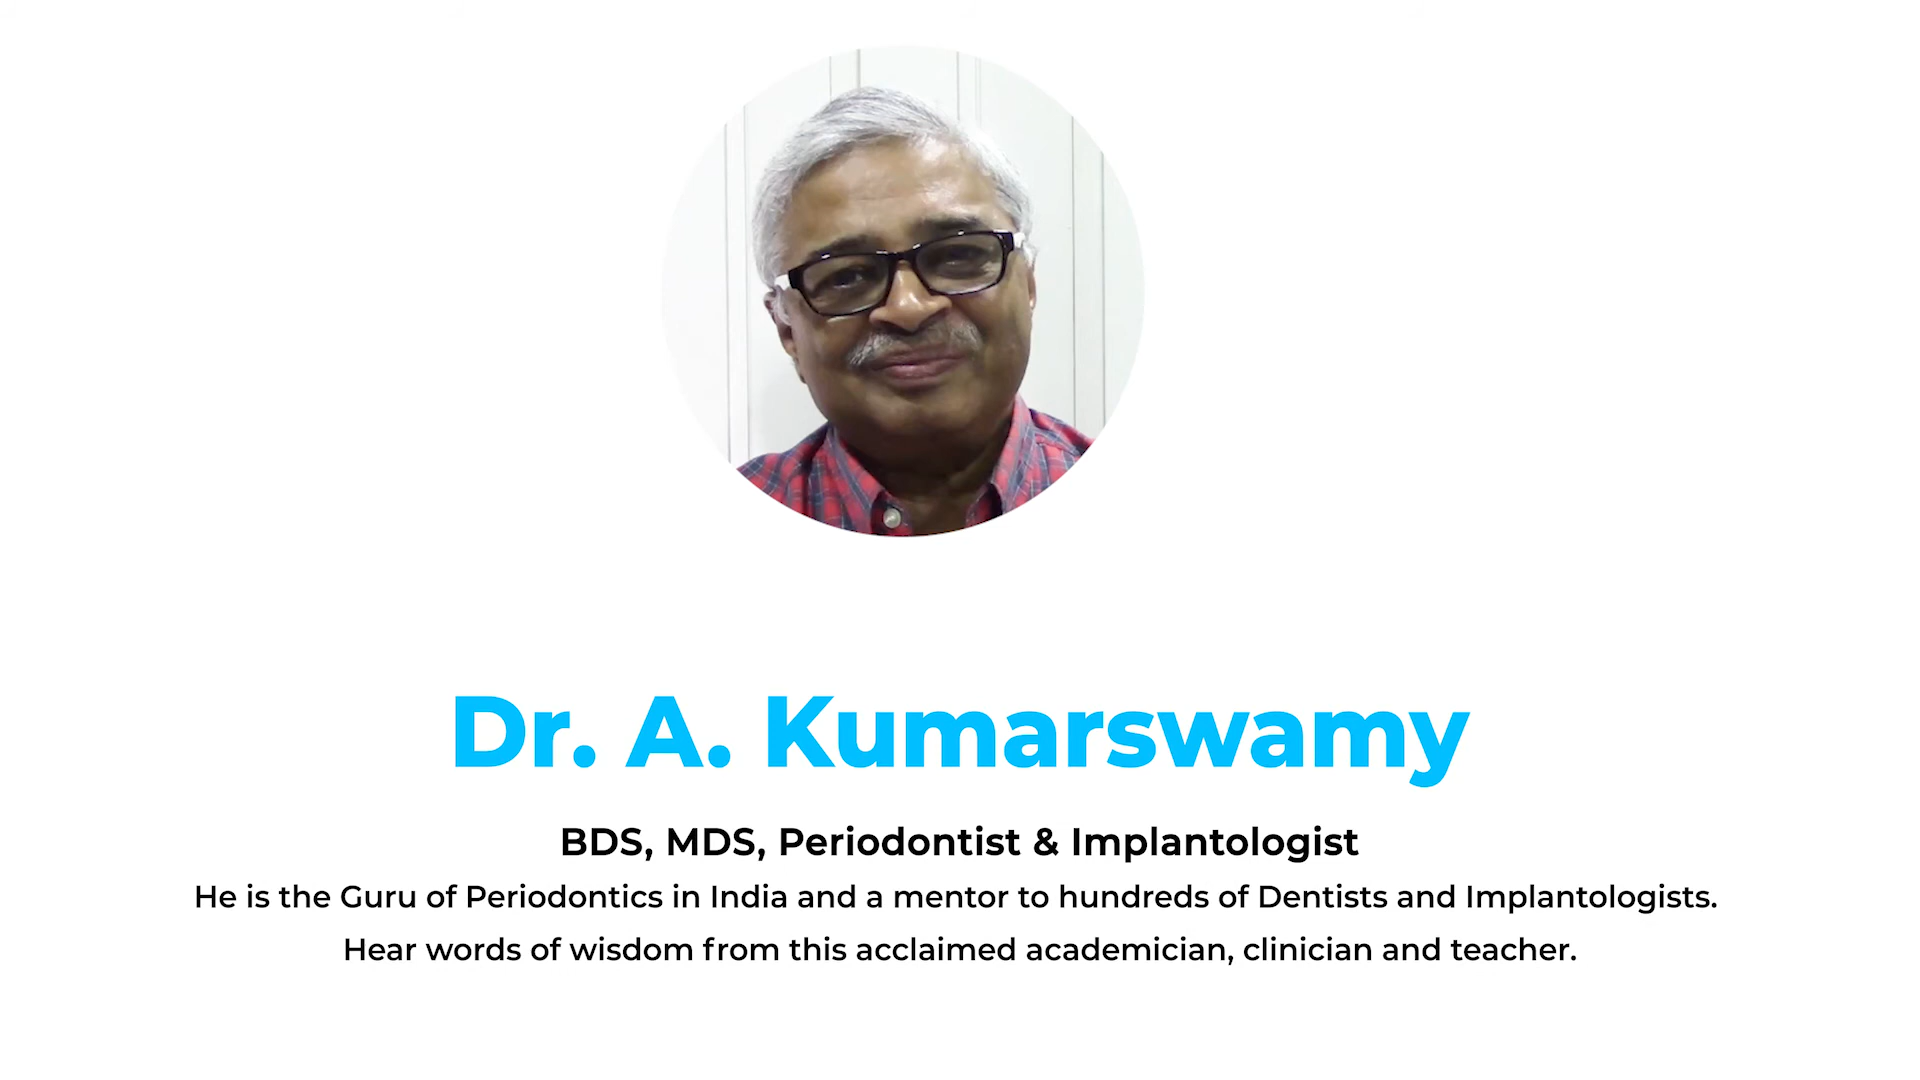 Dr. A. Kumarswamy
BDS, MDS, Periodontist & Implantologist
He is the Guru of Periodontics in India and a mentor to hundreds of Dentists and Implantologists.
Hear words of wisdom from this acclaimed academician, clinician and teacher.